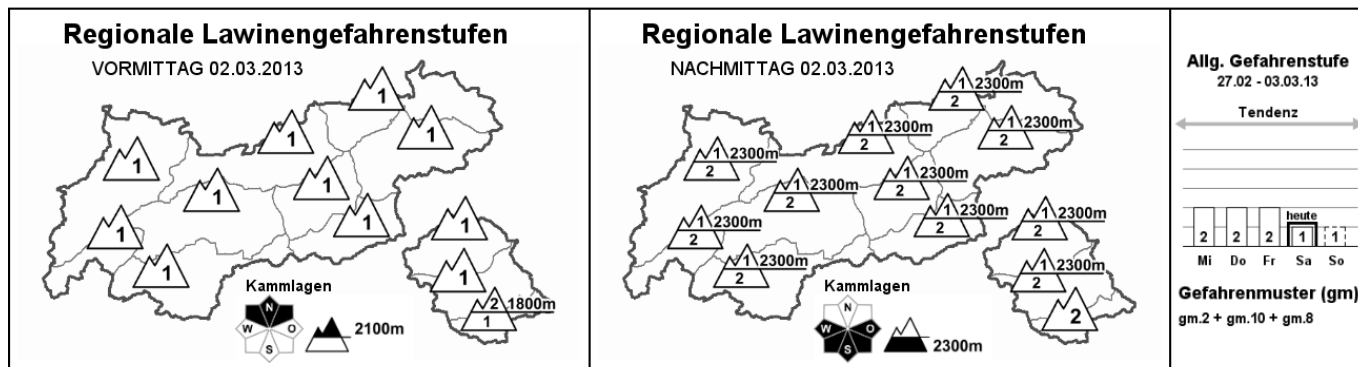 Regionale Lawinengefahrenstufen
VORMITTAG 02.03.2013
1
1
1
1
1
1
1
1
1
1
1
1
2 1800m
1
Kammlagen
N
W O
S
2100m
Regionale Lawinengefahrenstufen
NACHMITTAG 02.03.2013
1 2300m
2
1 2300m
2
1 2300m
2
1 2300m
2
1 2300m
2
1 2300m
2
1 2300m
2
1 2300m
2
1 2300m
2
1 2300m
2
1 2300m
2
2
Kammlagen
N
W O
S
2300m
Allg. Gefahrenstufe
27.02 - 03.03.13
Tendenz
heute
2 2 2 1 1
Mi Do Fr Sa So
Gefahrenmuster (gm)
gm.2 + gm.10 + gm.8